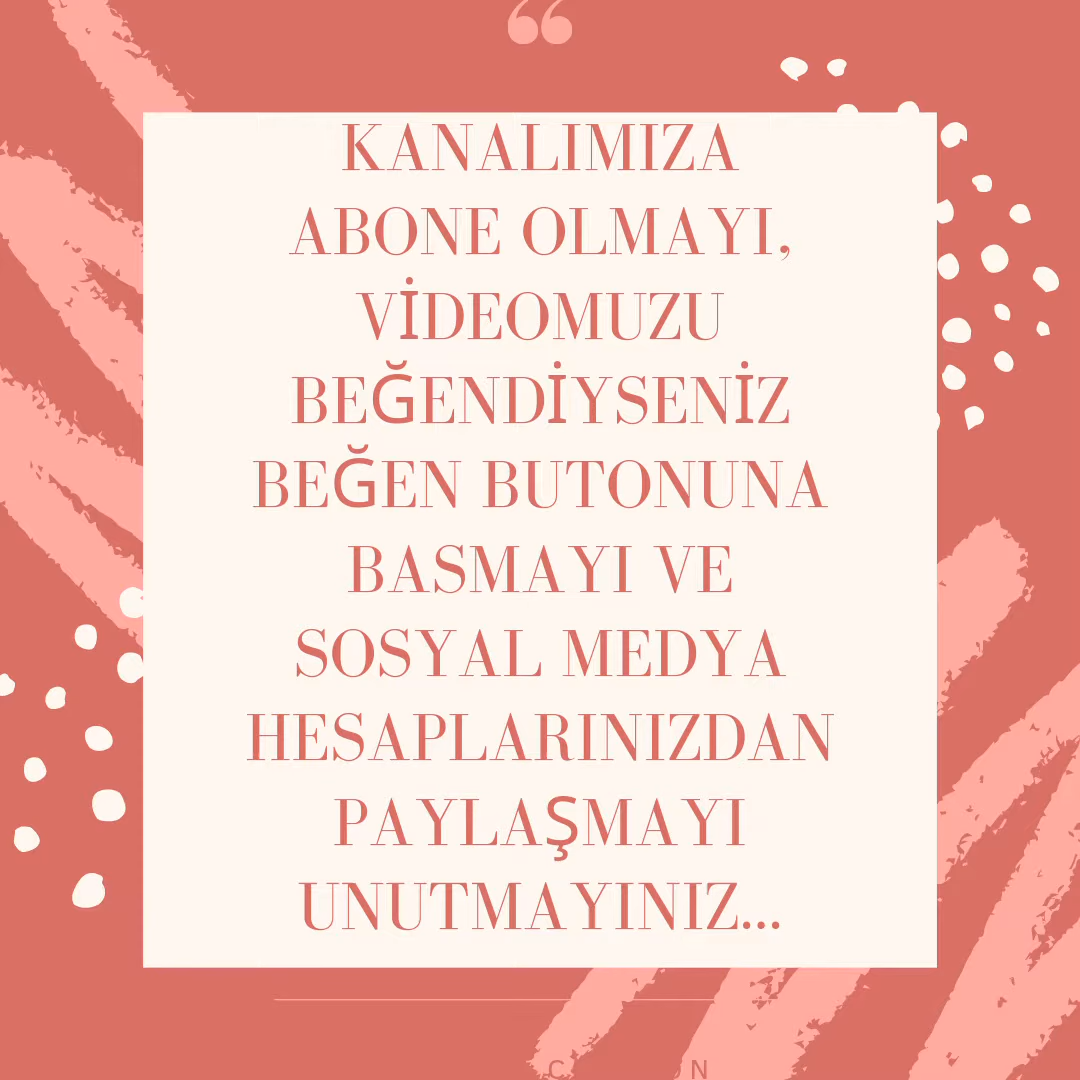 “
KANALIMIZA
ABONE OLMAYI,
VİDEOMUZU
BEĞENDİYSENİZ
BEĞEN BUTONUNA
BASMAYI VE
SOSYAL MEDYA
HESAPLARINIZDAN
PAYLAŞMAYI
UNUTMAYINIZ...